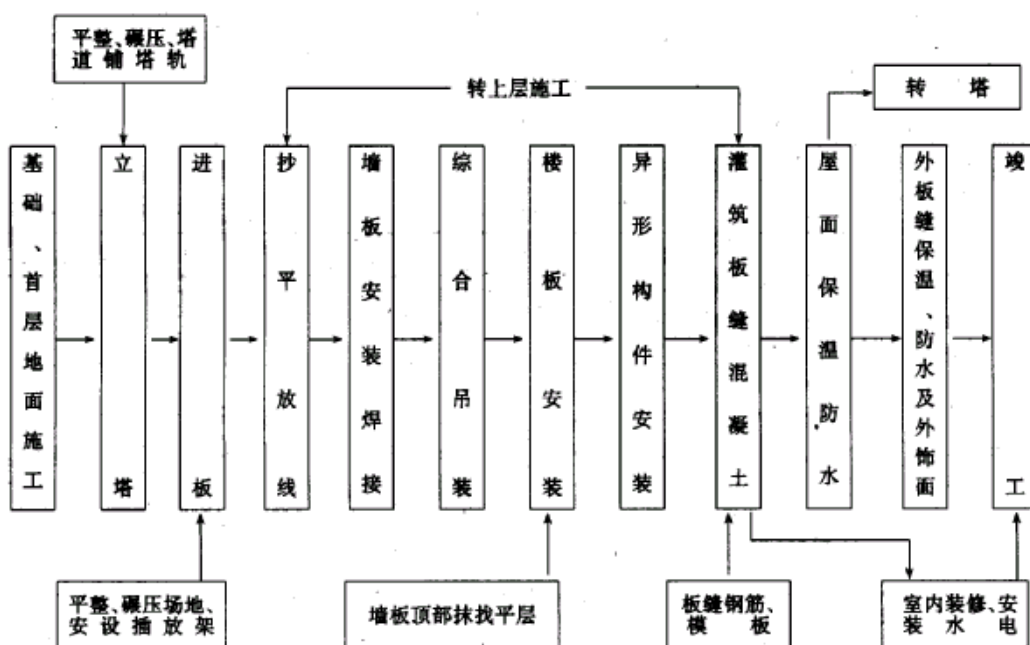 平整、碾压、塔
道铺塔轨
转上层施工
转塔
基础、首层地面施工
立塔
进板
抄平放线
墙板安装焊接
综合吊装
楼板安装
异形构件安装
灌筑板缝混凝土
屋面保温防水
外板缝保温、防水及外饰面
竣工
平整、碾压场地、
安设插放架
墙板顶部抹找平层
板缝钢筋、
模板
室内装修、安
装水电